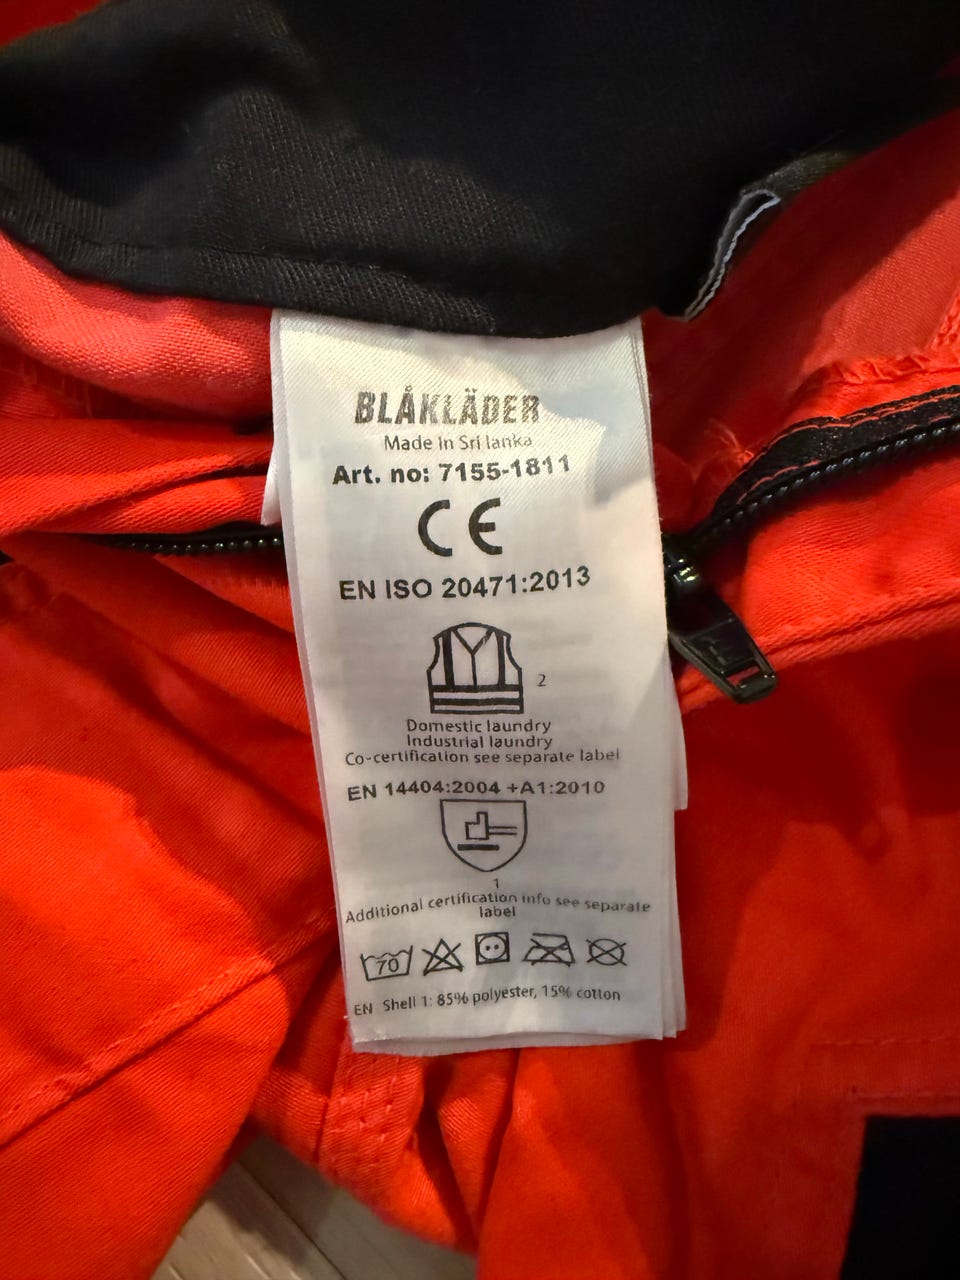 BLÅKLÄDER
Made in Sri lanka
Art. no: 7155-1811
CE
EN ISO 20471:2013
2
Domestic laundry
Industrial laundry
Co-certification see separate label
EN 14404:2004 +A1:2010
1
Additional certification info see separate
label
70
EN Shell 1: 85% polyester, 15% cotton